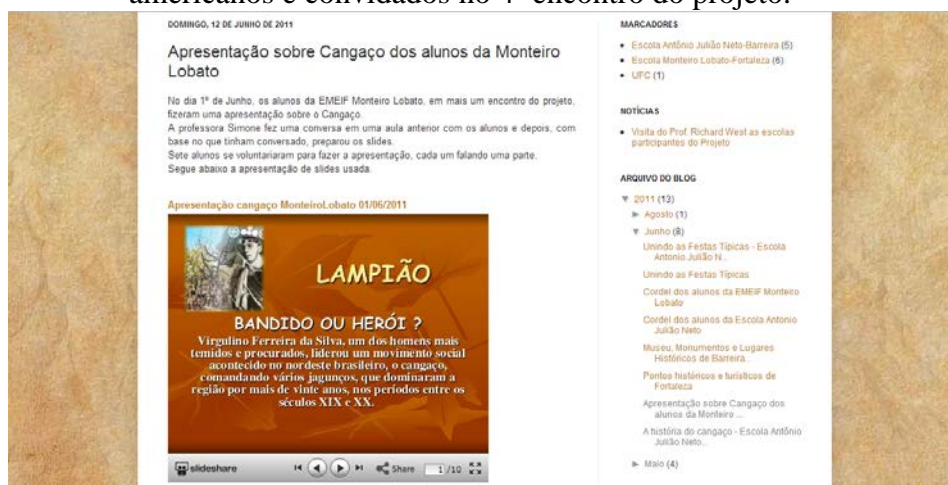 americanos e convidados no 4º encontro do projeto.
DOMINGO, 12 DE JUNHO DE 2011
Apresentação sobre Cangaço dos alunos da Monteiro
Lobato
No dia 1º de Junho, os alunos da EMEIF Monteiro Lobato, em mais um encontro do projeto,
fizeram uma apresentação sobre o Cangaço.
A professora Simone fez uma conversa em uma aula anterior com os alunos e depois, com
base no que tinham conversado, preparou os slides.
Sete alunos se voluntariaram para fazer a apresentação, cada um falando uma parte.
Segue abaixo a apresentação de slides usada.
Apresentação cangaço MonteiroLobato 01/06/2011
LAMPIÃO
BANDIDO OU HERÓI ?
Virgulino Ferreira da Silva, um dos homens mais
temidos e procurados, liderou um movimento social
acontecido no nordeste brasileiro, o cangaço,
comandando vários jagunços, que dominaram a
região por mais de vinte anos, nos períodos entre os
séculos XIX e XX.
slideshare
Share
1/10
MARCADORES
Escola Antônio Julião Neto-Barreira (5)
Escola Monteiro Lobato-Fortaleza (6)
UFC (1)
NOTÍCIAS
Visita do Prof. Richard West as escolas
participantes do Projeto
ARQUIVO DO BLOG
▼ 2011 (13)
► Agosto (1)
▼ Junho (8)
Unindo as Festas Típicas - Escola
Antonio Julião N...
Unindo as Festas Típicas
Cordel dos alunos da EMEIF Monteiro
Lobato
Cordel dos alunos da Escola Antonio
Julião Neto
Museu, Monumentos e Lugares
Históricos de Barreira...
Pontos históricos e turísticos de
Fortaleza
Apresentação sobre Cangaço dos
alunos da Monteiro ...
A história do cangaço - Escola Antônio
Julião Neto...
► Maio (4)